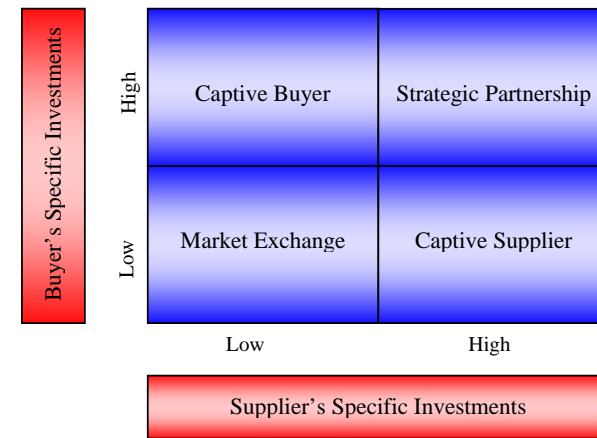 Buyer’s Specific Investments
High
Captive Buyer
Strategic Partnership
Low
Market Exchange
Captive Supplier
Low
High
Supplier’s Specific Investments